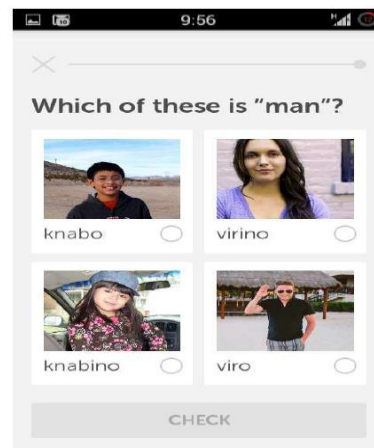 9:56
Which of these is "man"?
knabo
virino
knabino
viro
CHECK